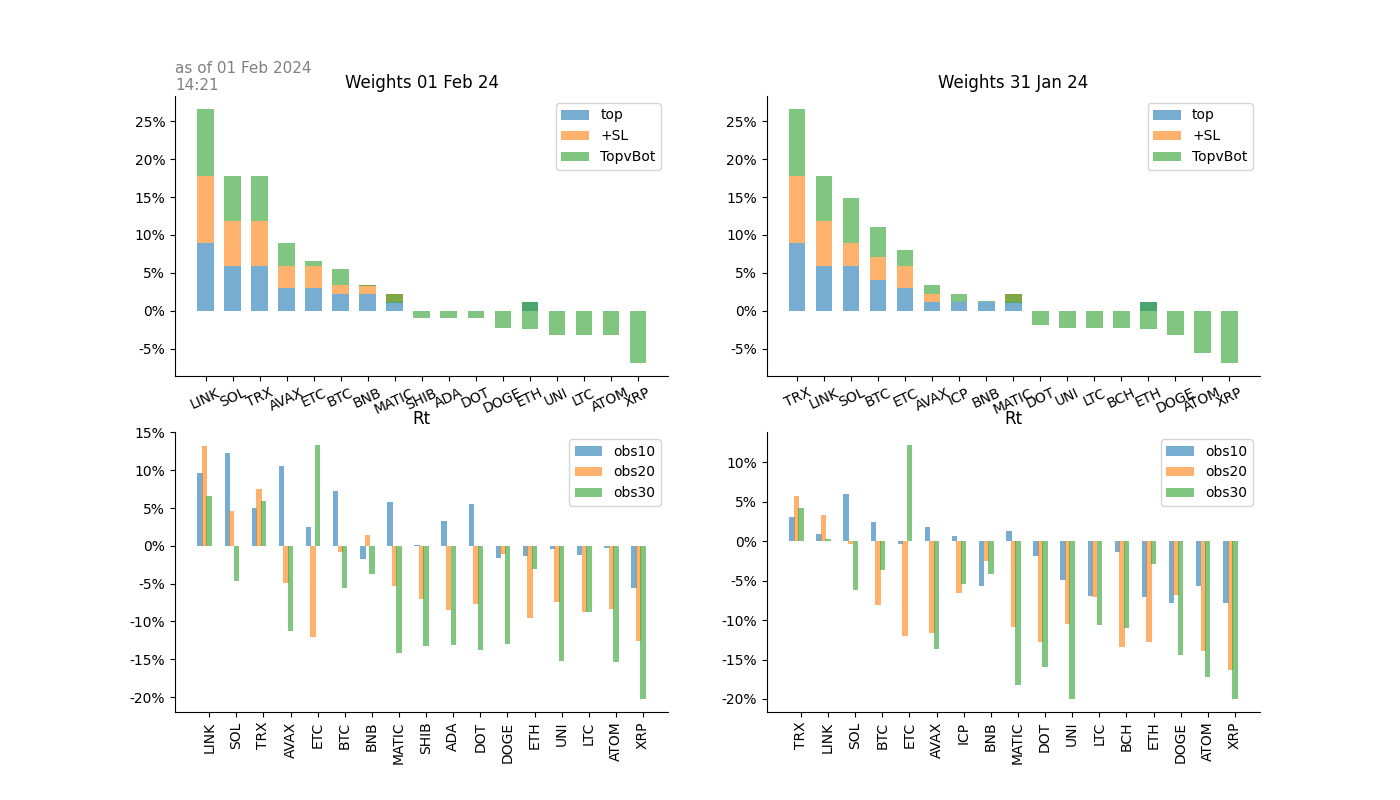 as of 01 Feb 2024
14:21
Weights 01 Feb 24
25%
20%
15%
10%
5%
0%
-5%
top
+SL
TopvBot
LINK SOL TRX AVAX ETC BTC BNB MATIC SHIB ADA DOT DOGE ETH UNI LTC ATOM XRP
Weights 31 Jan 24
25%
20%
15%
10%
5%
0%
-5%
top
+SL
TopvBot
TRX LINK SOL BTC ETC AVAX ICP BNB MATIC DOT UNI LTC BCH ETH DOGE ATOM XRP
Rt
15%
10%
5%
0%
-5%
-10%
-15%
-20%
obs10
obs20
obs30
LINK SOL TRX AVAX ETC BTC BNB MATIC SHIB ADA DOT DOGE ETH UNI LTC ATOM XRP
Rt
10%
5%
0%
-5%
-10%
-15%
-20%
obs10
obs20
obs30
TRX LINK SOL BTC ETC AVAX ICP BNB MATIC DOT UNI LTC BCH ETH DOGE ATOM XRP